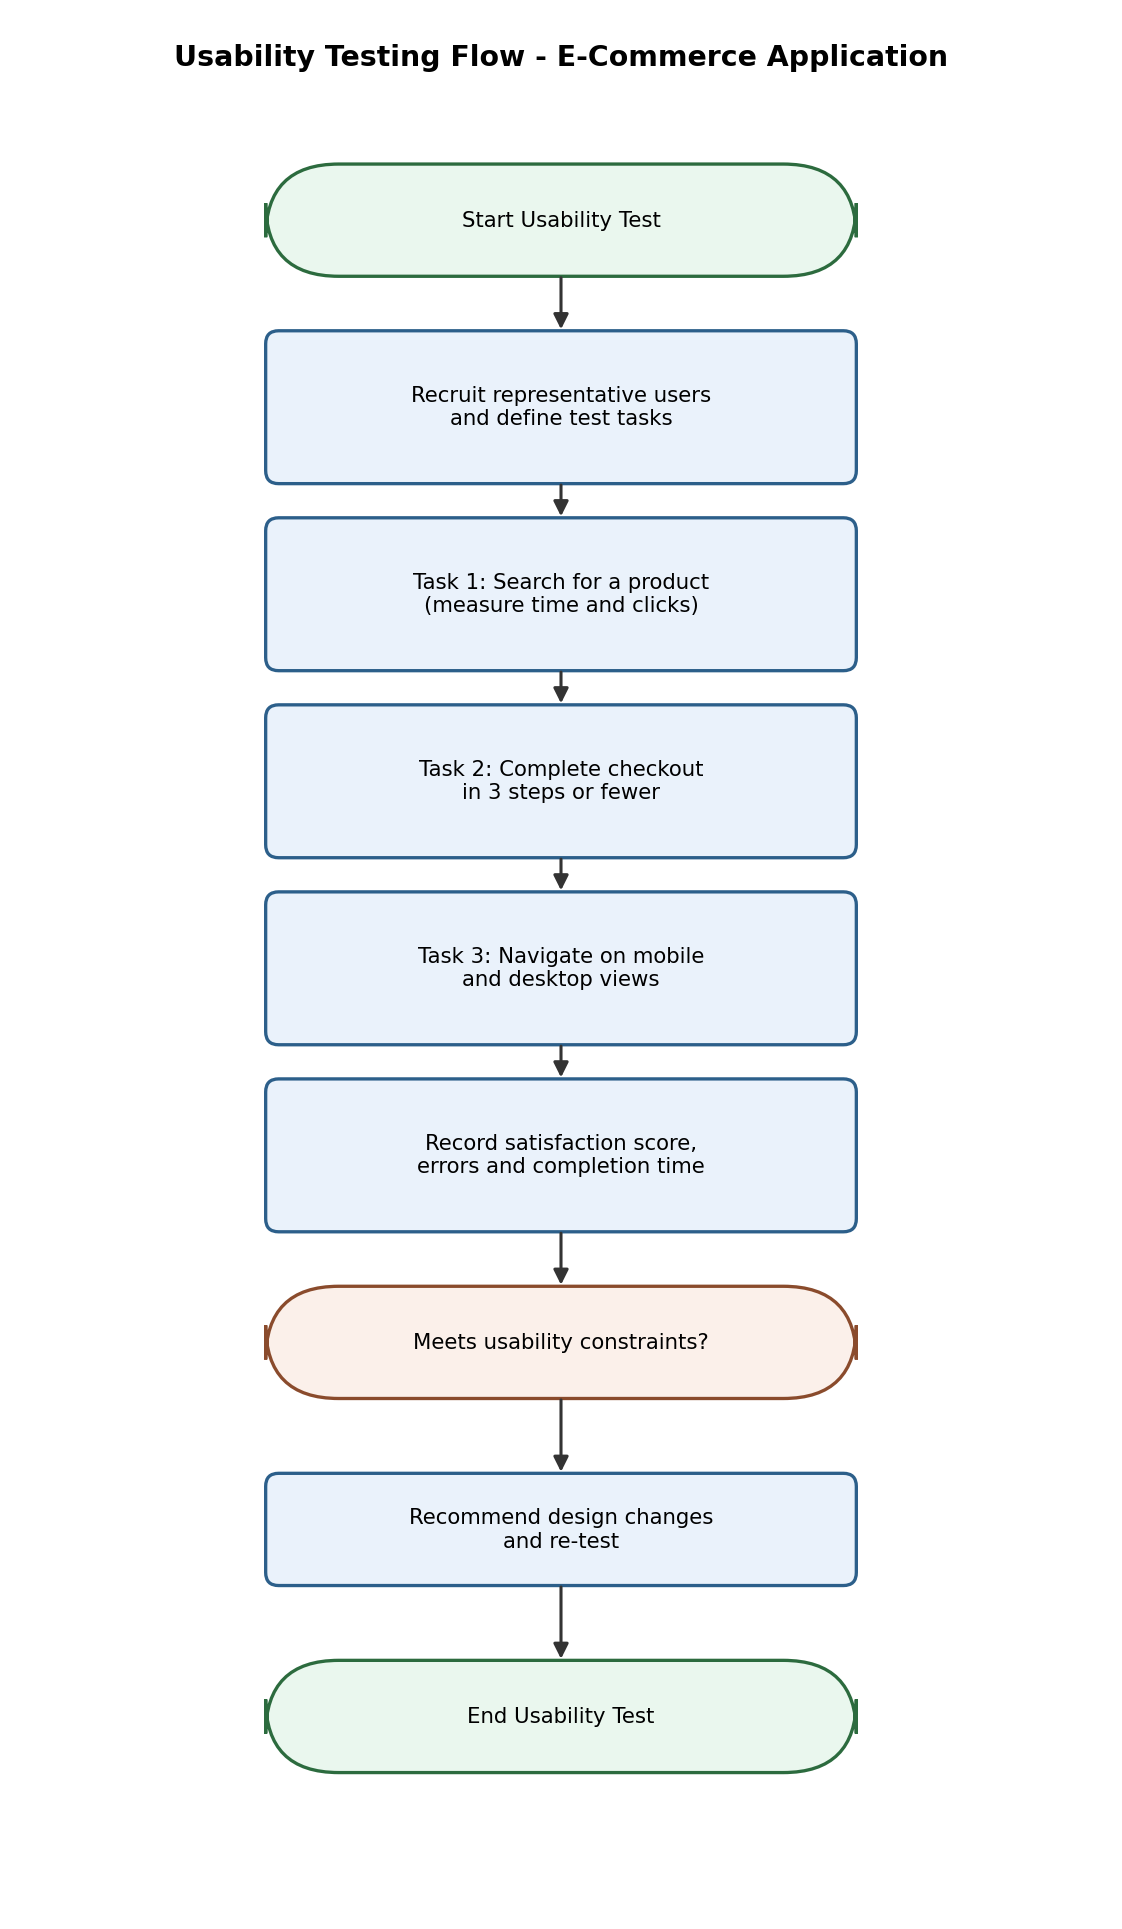 Usability Testing Flow - E-Commerce Application
Start Usability Test
Recruit representative users
and define test tasks
Task 1: Search for a product
(measure time and clicks)
Task 2: Complete checkout
in 3 steps or fewer
Task 3: Navigate on mobile
and desktop views
Record satisfaction score,
errors and completion time
Meets usability constraints?
Recommend design changes
and re-test
End Usability Test